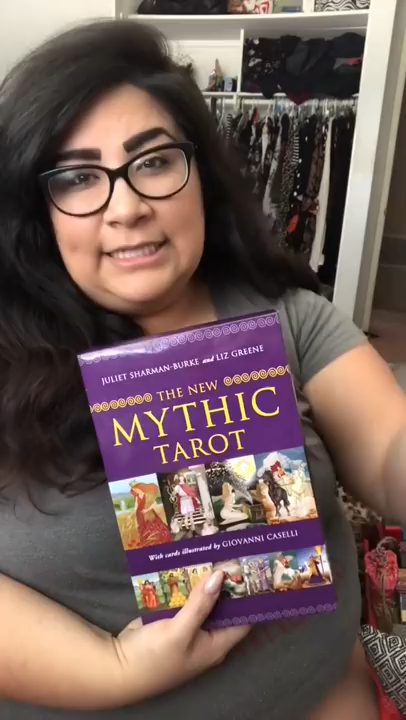 JULIET SHARMAN-BURKE and LIZ GREENE
THE NEW
MYTHIC
TAROT
With cards illustrated by GIOVANNI CASELLI